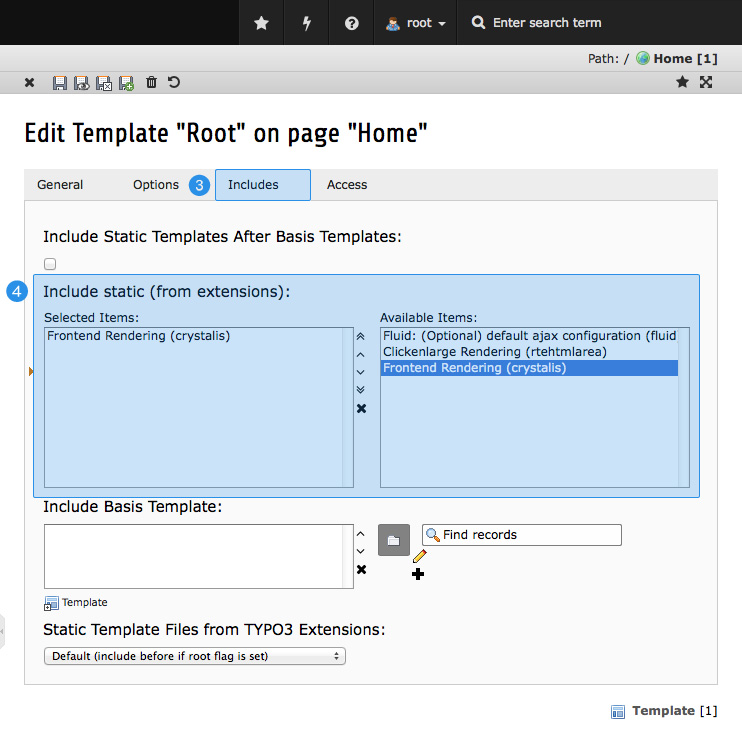 root
Enter search term
Path: / Home [1]
Edit Template "Root" on page "Home"
General Options 3 Includes Access
Include Static Templates After Basis Templates:
4
Include static (from extensions):
Selected Items: Available Items:
Frontend Rendering (crystalis)
Fluid: (Optional) default ajax configuration (fluid
Clickenlarge Rendering (rtehtmlarea)
Frontend Rendering (crystalis)
Include Basis Template:
Find records
Template
Static Template Files from TYPO3 Extensions:
Default (include before if root flag is set)
Template [1]